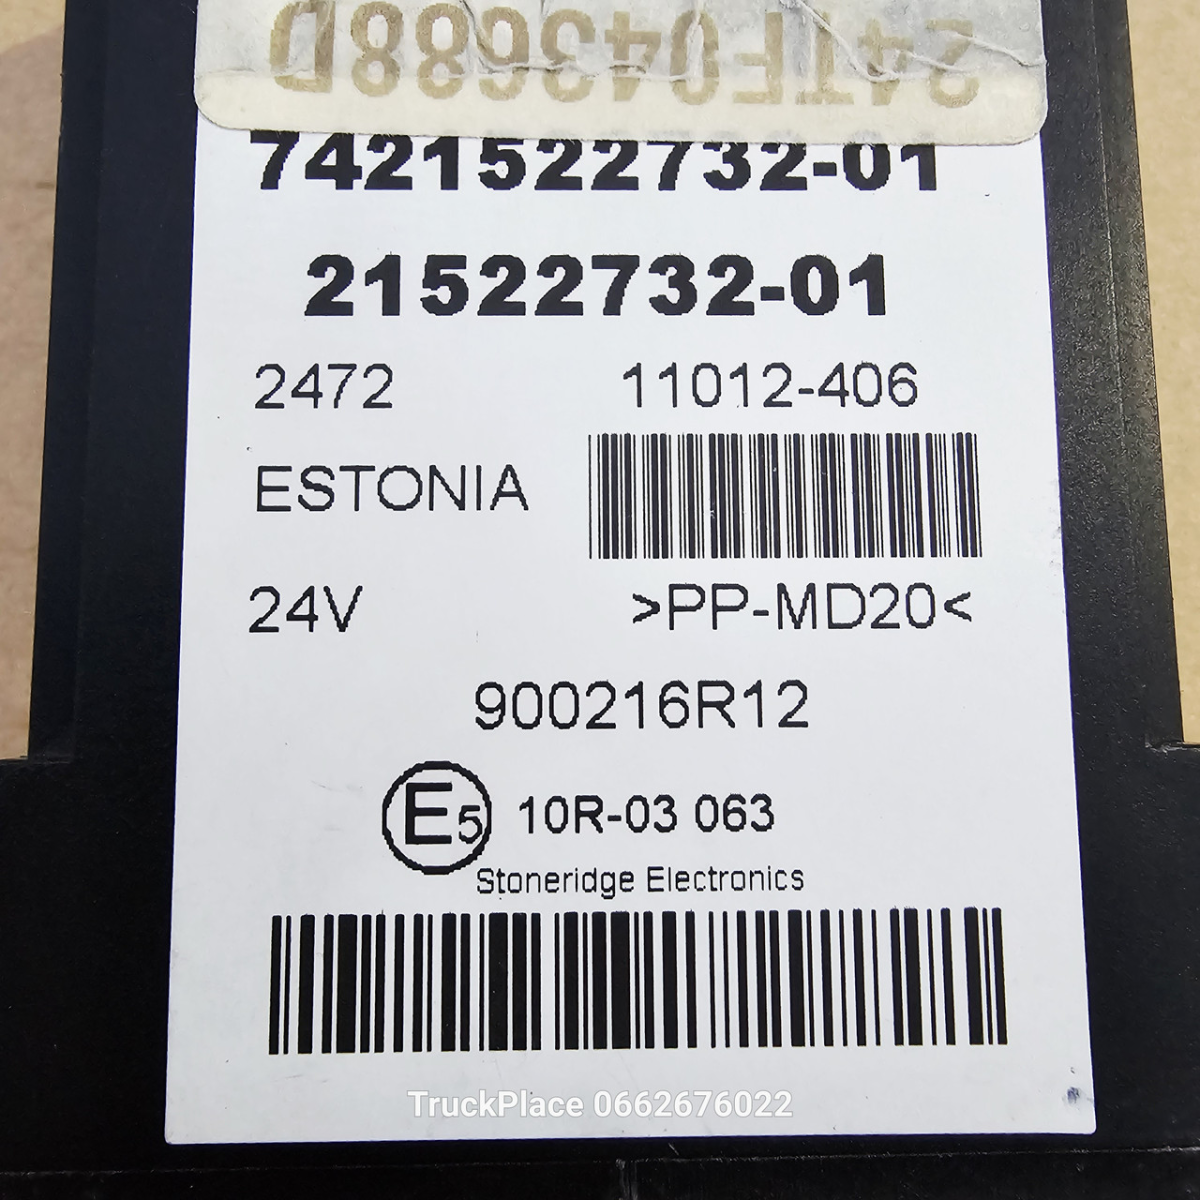 24TF043688D
7421522732-01
21522732-01
2472 11012-406
ESTONIA
24V >PP-MD20<
900216R12
E5 10R-03 063
Stoneridge Electronics
TruckPlace 0662676022